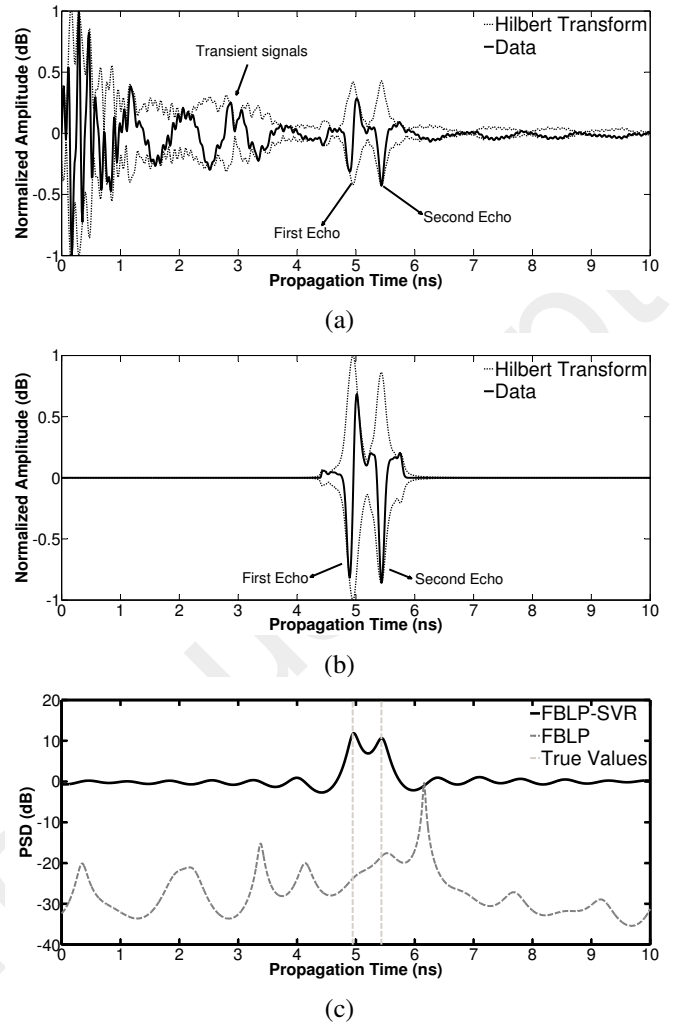 Hilbert Transform
Data
Transient signals
First Echo
Second Echo
Normalized Amplitude (dB)
1
0.5
0
-0.5
-1
0 1 2 3 4 5 6 7 8 9 10
Propagation Time (ns)
(a)
Hilbert Transform
Data
First Echo
Second Echo
Normalized Amplitude (dB)
1
0.5
0
-0.5
-1
0 1 2 3 4 5 6 7 8 9 10
Propagation Time (ns)
(b)
FBLP-SVR
FBLP
True Values
PSD (dB)
20
10
0
-10
-20
-30
-40
0 1 2 3 4 5 6 7 8 9 10
Propagation Time (ns)
(c)